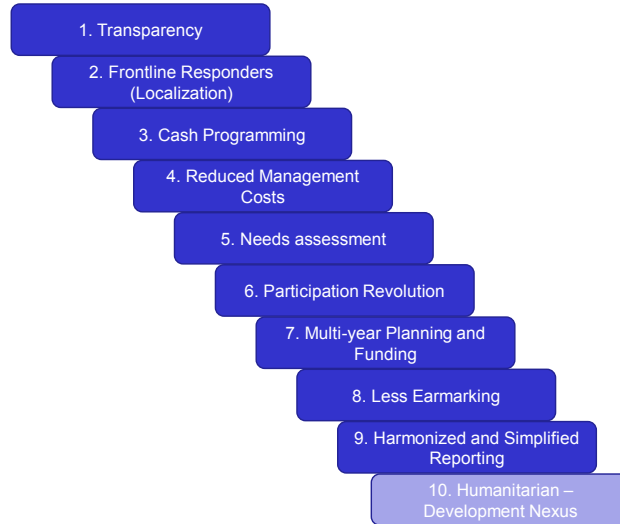 1. Transparency
2. Frontline Responders
(Localization)
3. Cash Programming
4. Reduced Management
Costs
5. Needs assessment
6. Participation Revolution
7. Multi-year Planning and
Funding
8. Less Earmarking
9. Harmonized and Simplified
Reporting
10. Humanitarian –
Development Nexus